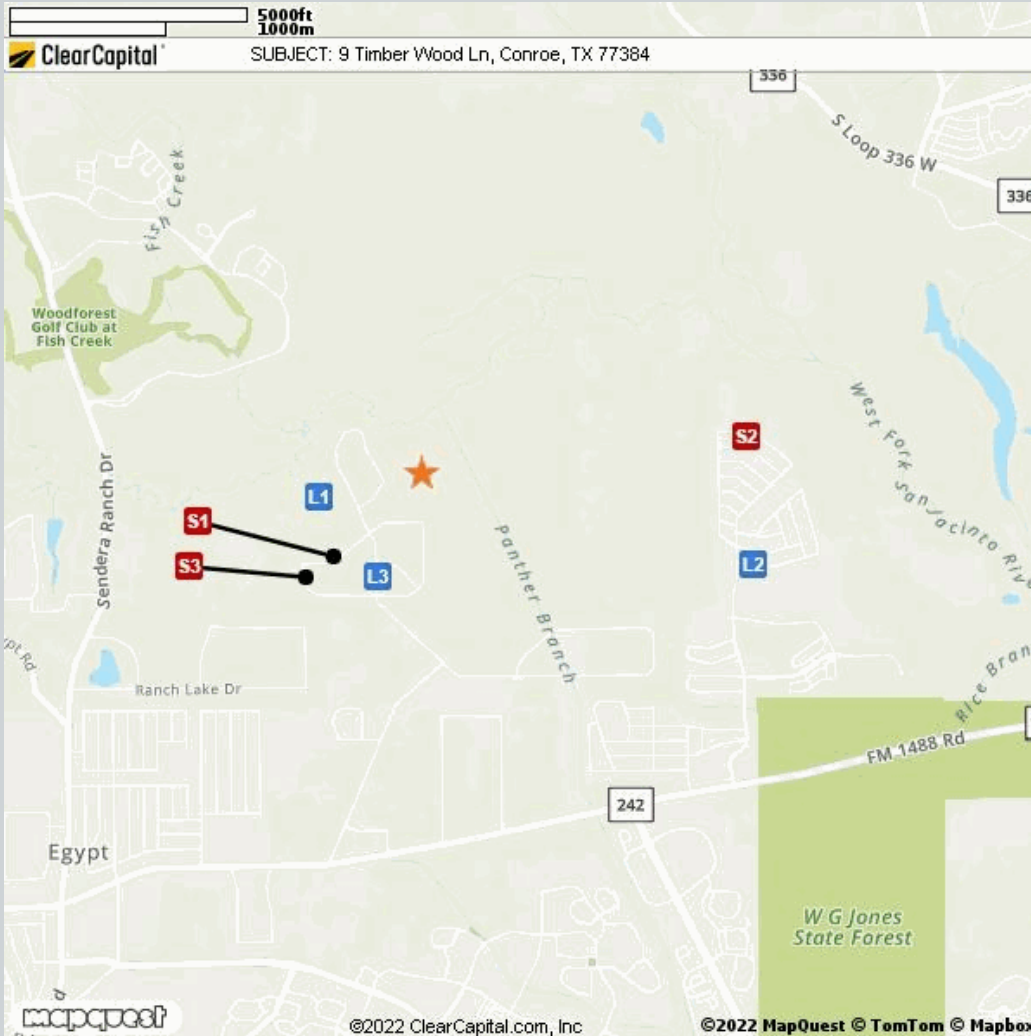 5000ft
1000m
ClearCapital
SUBJECT: 9 Timber Wood Ln, Conroe, TX 77384
336
S Loop 336 W
336
Fish Creek
Woodforest
Golf Club at
Fish Creek
West Fork San Jacinto
Sendera Ranch Dr
S2
L1
S1
S3
L3
L2
Panther Branch
Rd
Ranch Lake Dr
Rice
FM 1488 Rd
242
Egypt
W G Jones
State Forest
mapquest
©2022 ClearCapital.com, Inc
©2022 MapQuest © TomTom © Mapbox